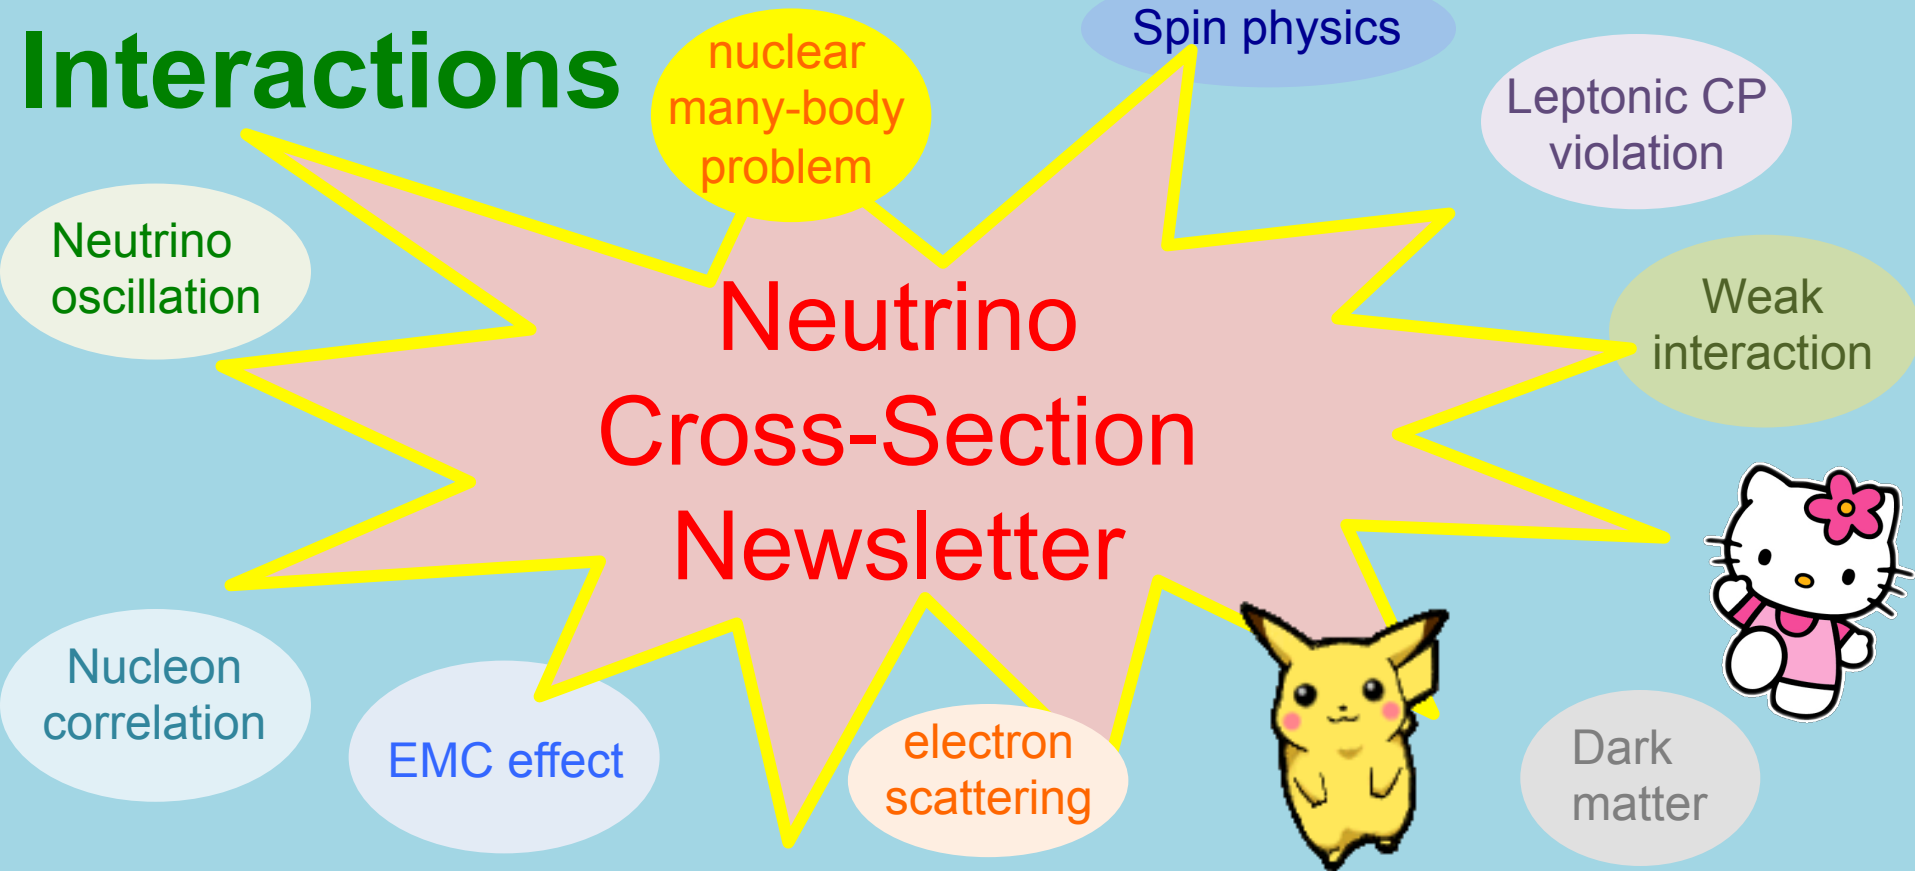 Interactions
nuclear
many-body
problem
Spin physics
Leptonic CP
violation
Neutrino
oscillation
Weak
interaction
Neutrino
Cross-Section
Newsletter
Nucleon
correlation
EMC effect
electron
scattering
Dark
matter